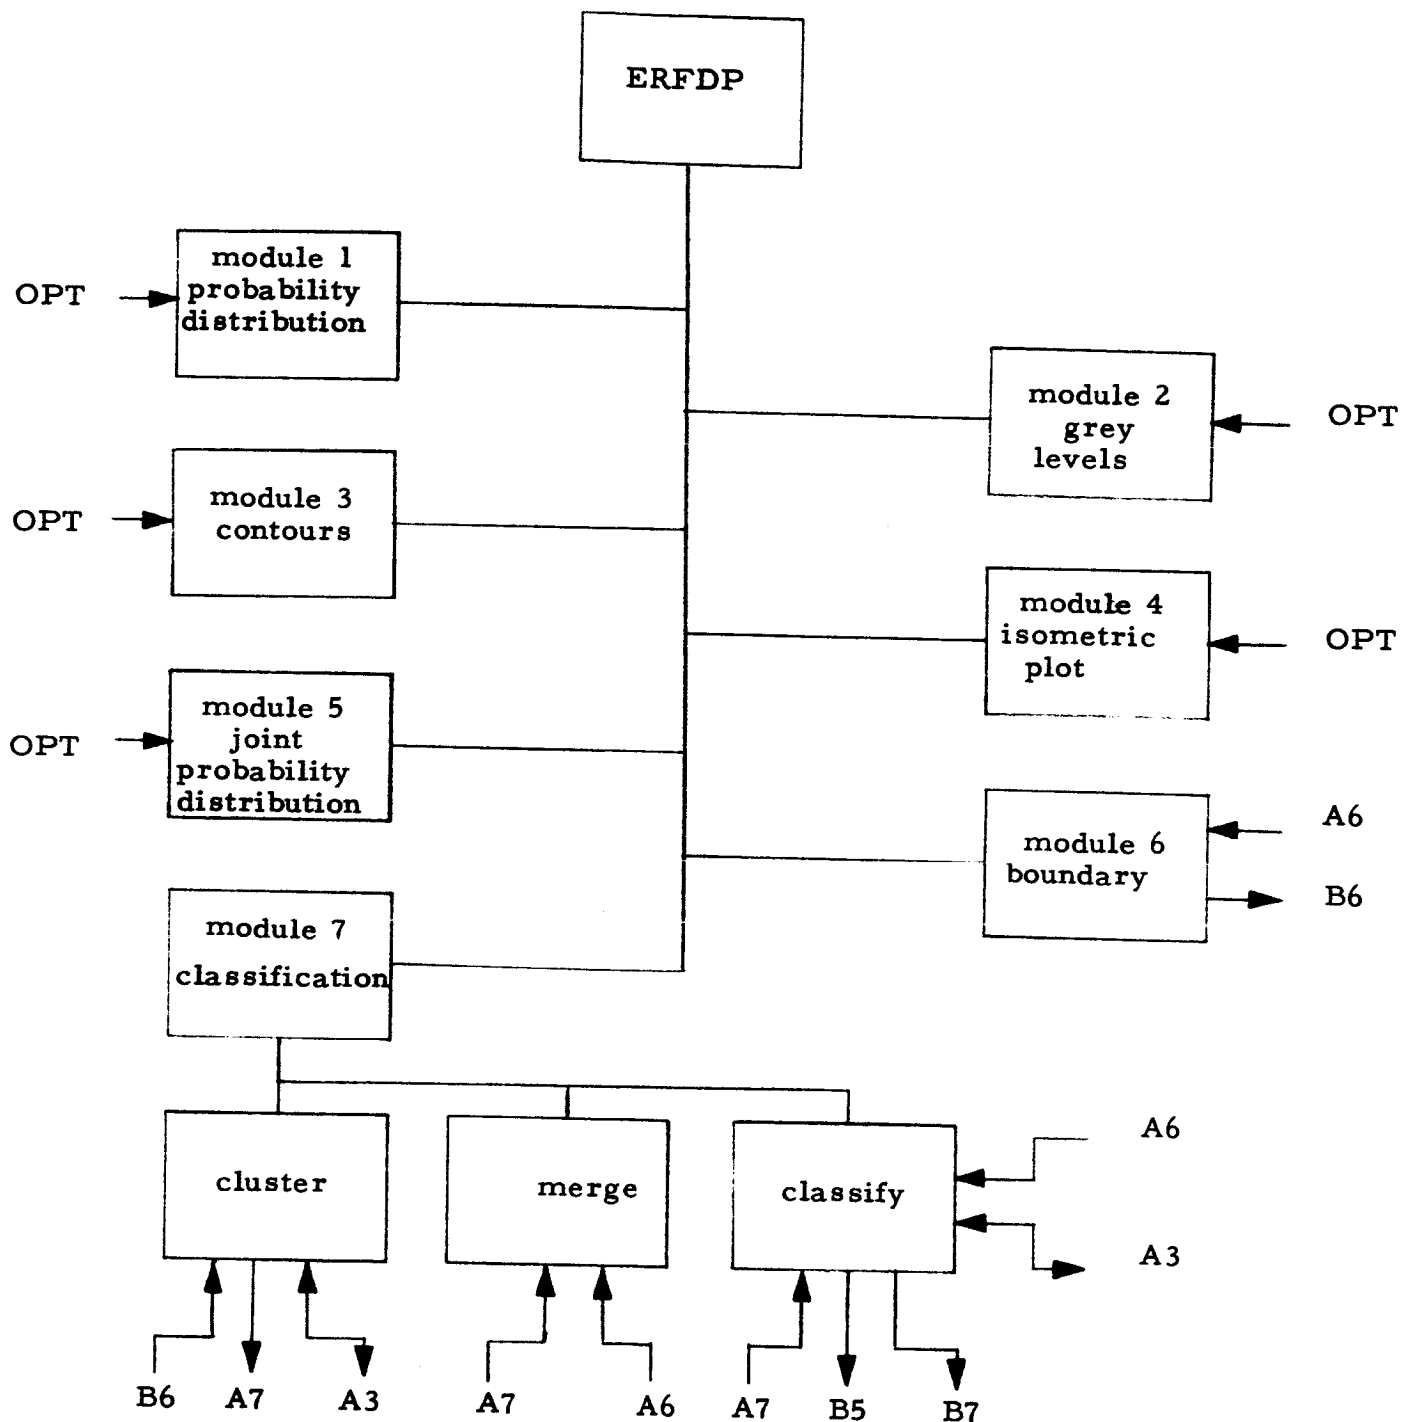 ERFDP
OPT
module 1
probability
distribution
module 2
grey
levels
OPT
OPT
module 3
contours
module 4
isometric
plot
OPT
OPT
module 5
joint
probability
distribution
module 6
boundary
A6
B6
module 7
classification
cluster
merge
classify
A6
A3
B6
A7
A3
A7
A6
A7
B5
B7